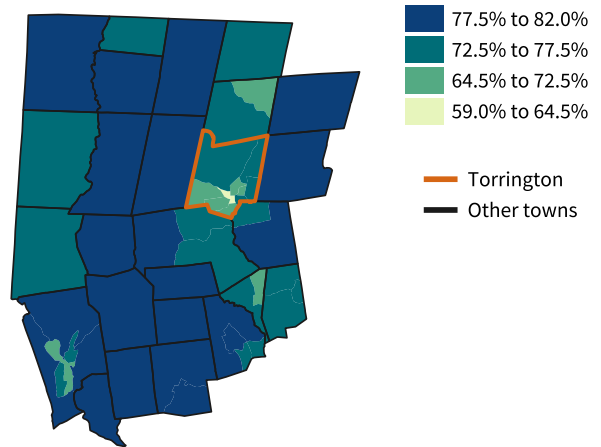 77.5% to 82.0%
72.5% to 77.5%
64.5% to 72.5%
59.0% to 64.5%
Torrington
Other towns